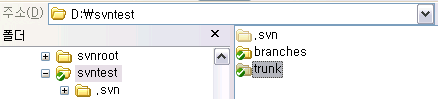 주소(D) D:₩svntest
폴더
svnroot
svntest
.svn
.svn
branches
trunk